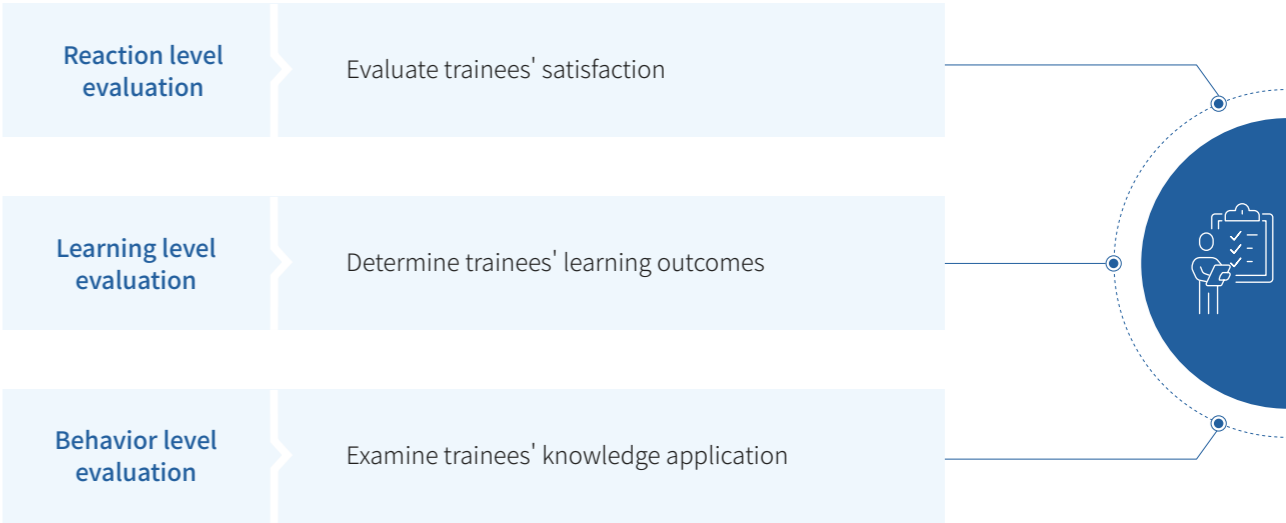 Reaction level
evaluation
Evaluate trainees' satisfaction
Learning level
evaluation
Determine trainees' learning outcomes
Behavior level
evaluation
Examine trainees' knowledge application